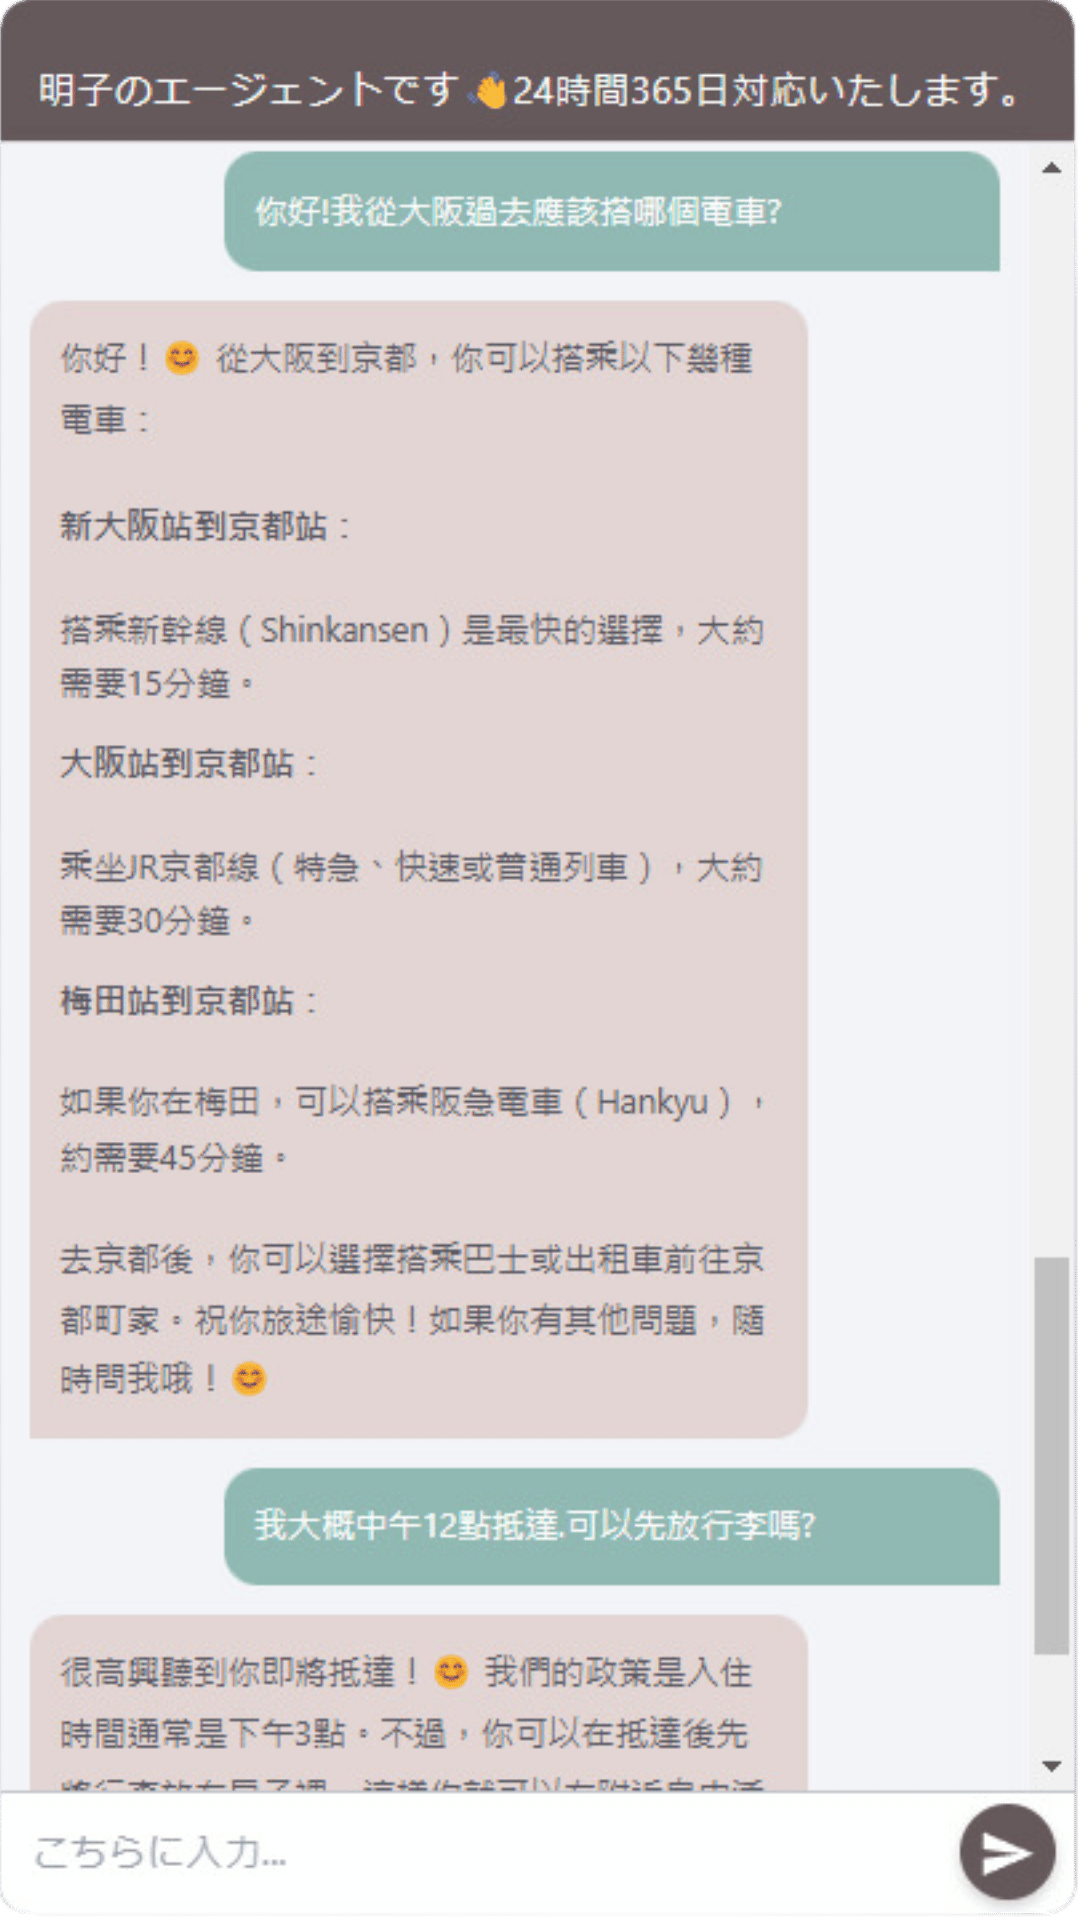 明子のエージェントです👋24時間365日対応いたします。
你好!我從大阪過去應該搭哪個電車?
你好！😊 從大阪到京都，你可以搭乘以下幾種
電車：
新大阪站到京都站：
搭乘新幹線（Shinkansen）是最快的選擇，大約
需要15分鐘。
大阪站到京都站：
乘坐JR京都線（特急、快速或普通列車），大約
需要30分鐘。
梅田站到京都站：
如果你在梅田，可以搭乘阪急電車（Hankyu），
約需要45分鐘。
去京都後，你可以選擇搭乘巴士或出租車前往京
都町家。祝你旅途愉快！如果你有其他問題，隨
時問我哦！😊
我大概中午12點抵達.可以先放行李嗎?
很高興聽到你即將抵達！😊 我們的政策是入住
時間通常是下午3點。不過，你可以在抵達後先
こちらに入力...